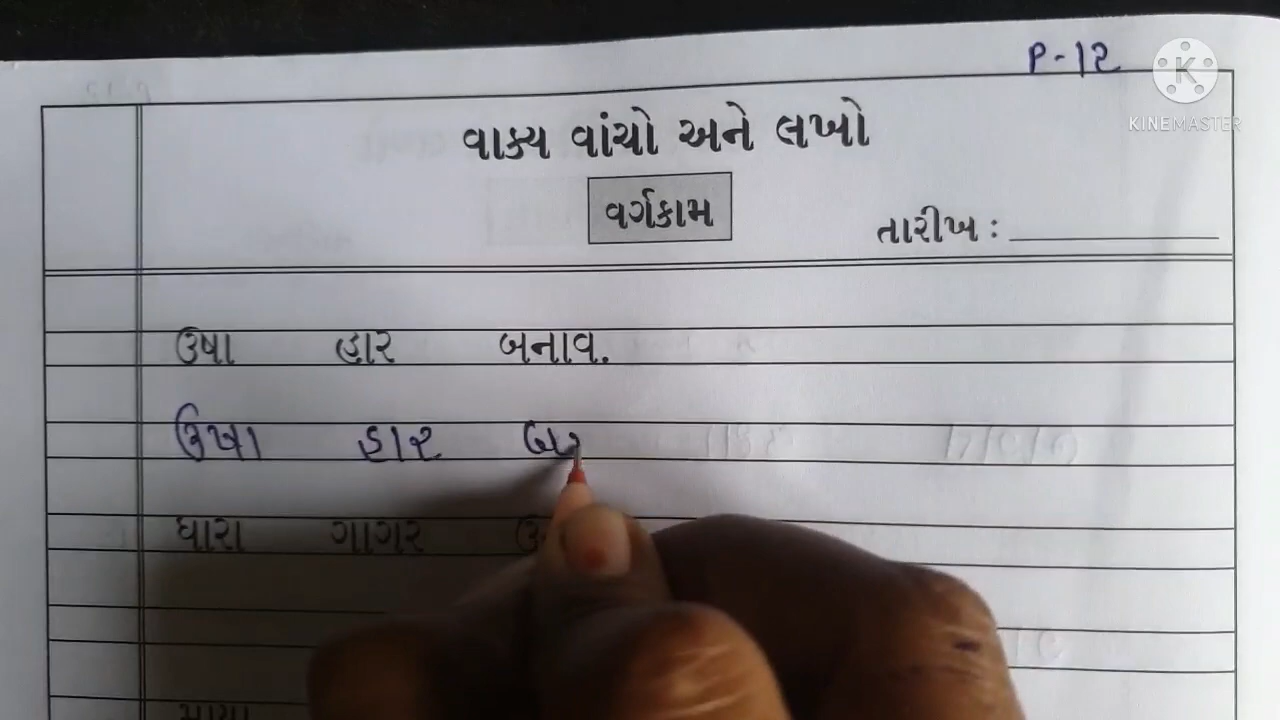 P-12
KINEMASTER
વાક્ય વાંચો અને લખો
વર્ગકામ
તારીખ :
ઉષા હાર બનાવ.
ઉષા હાર બ
ધારા ગાગર